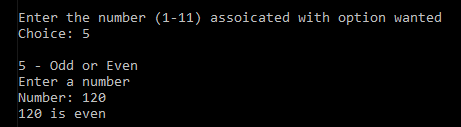 Enter the number (1-11) assoicated with option wanted
Choice: 5
5 - Odd or Even
Enter a number
Number: 120
120 is even